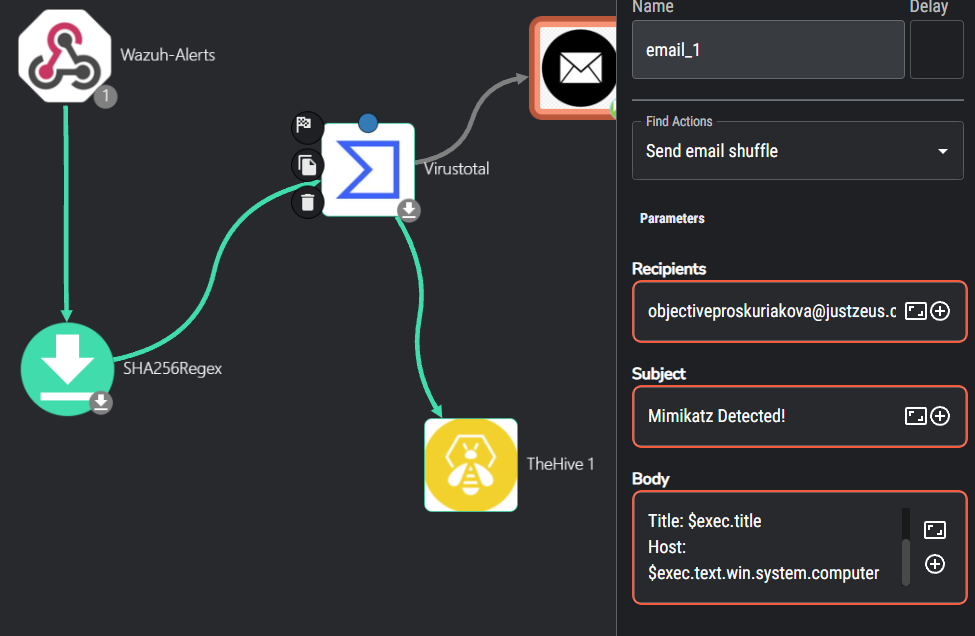 Wazuh-Alerts
1
Virustotal
SHA256Regex
TheHive 1
Name
Delay
email_1
Find Actions
Send email shuffle
Parameters
Recipients
objectiveproskuriakova@justzeus.c
Subject
Mimikatz Detected!
Body
Title: $exec.title
Host:
$exec.text.win.system.computer